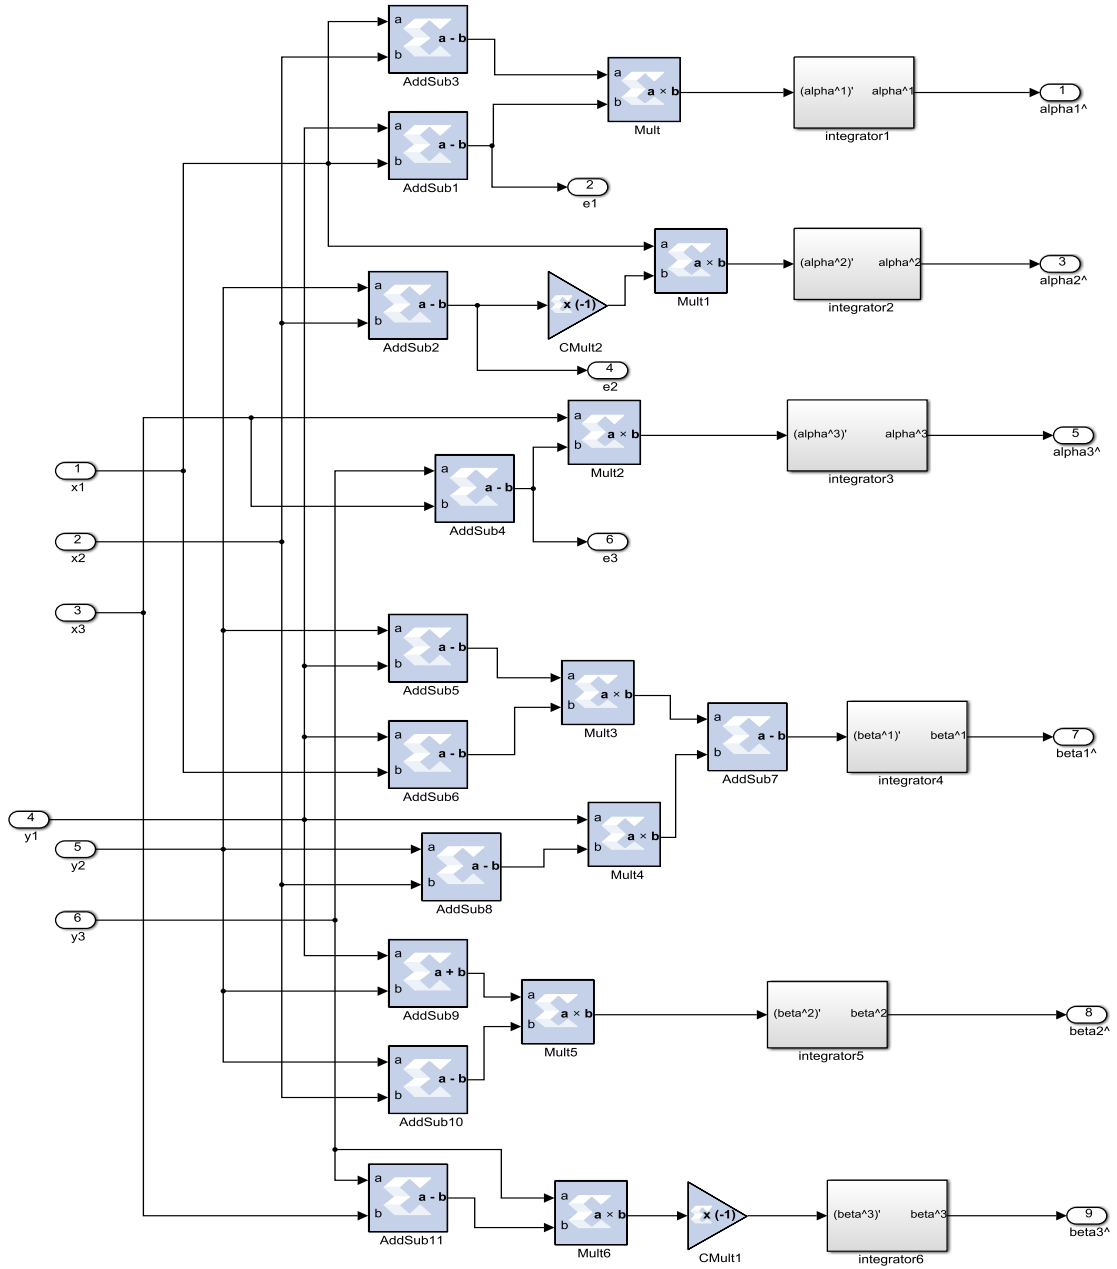 a
a - b
b
AddSub3
a
a × b
b
Mult
(alpha^1)' alpha^1
integrator1
1
alpha1^
a
a - b
b
AddSub1
2
e1
a
a × b
b
Mult1
(alpha^2)' alpha^2
integrator2
3
alpha2^
a
a - b
b
AddSub2
x (-1)
CMult2
4
e2
a
a × b
b
Mult2
(alpha^3)' alpha^3
integrator3
5
alpha3^
1
x1
a
a - b
b
AddSub4
2
x2
6
e3
3
x3
a
a - b
b
AddSub5
a
a × b
b
Mult3
a
a - b
b
AddSub6
a
a - b
b
AddSub7
(beta^1)' beta^1
integrator4
7
beta1^
4
y1
a
a × b
b
Mult4
5
y2
a
a - b
b
AddSub8
6
y3
a
a + b
b
AddSub9
a
a × b
b
Mult5
(beta^2)' beta^2
integrator5
8
beta2^
a
a - b
b
AddSub10
a
a - b
b
AddSub11
a
a × b
b
Mult6
x (-1)
CMult1
(beta^3)' beta^3
integrator6
9
beta3^